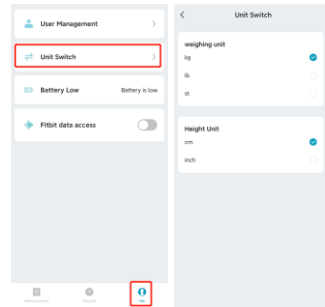 User Management
Unit Switch
Battery Low
Battery is low
Fitbit data access
Me
Unit Switch
weighing unit
kg
lb
st
Height Unit
cm
inch